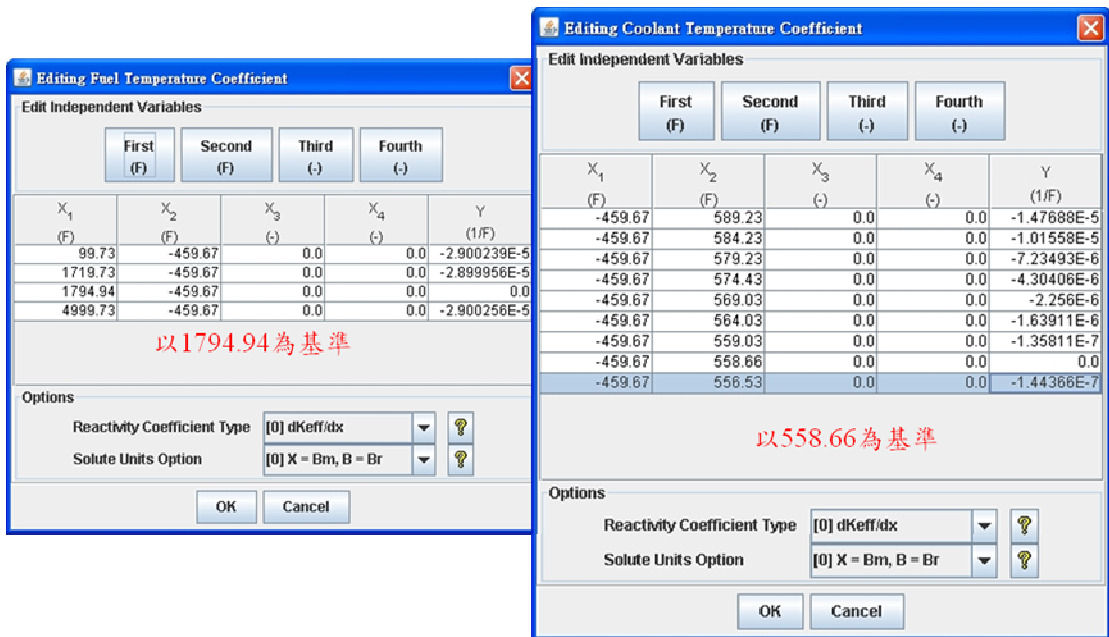 Editing Fuel Temperature Coefficient
Edit Independent Variables
First Second Third Fourth
(F) (F) (-) (-)
X1 X2 X3 X4 Y
(F) (F) (-) (-) (1/F)
99.73 -459.67 0.0 0.0 -2.900239E-5
1719.73 -459.67 0.0 0.0 -2.899956E-5
1794.94 -459.67 0.0 0.0 0.0
4999.73 -459.67 0.0 0.0 -2.900256E-5
以1794.94為基準
Options
Reactivity Coefficient Type [0] dKeff/dx
Solute Units Option [0] X = Bm, B = Br
OK Cancel
Editing Coolant Temperature Coefficient
Edit Independent Variables
First Second Third Fourth
(F) (F) (-) (-)
X1 X2 X3 X4 Y
(F) (F) (-) (-) (1/F)
-459.67 589.23 0.0 0.0 -1.47688E-5
-459.67 584.23 0.0 0.0 -1.01558E-5
-459.67 579.23 0.0 0.0 -7.23493E-6
-459.67 574.43 0.0 0.0 -4.30406E-6
-459.67 569.03 0.0 0.0 -2.256E-6
-459.67 564.03 0.0 0.0 -1.63911E-6
-459.67 559.03 0.0 0.0 -1.35811E-7
-459.67 558.66 0.0 0.0 0.0
-459.67 556.53 0.0 0.0 -1.44366E-7
以558.66為基準
Options
Reactivity Coefficient Type [0] dKeff/dx
Solute Units Option [0] X = Bm, B = Br
OK Cancel